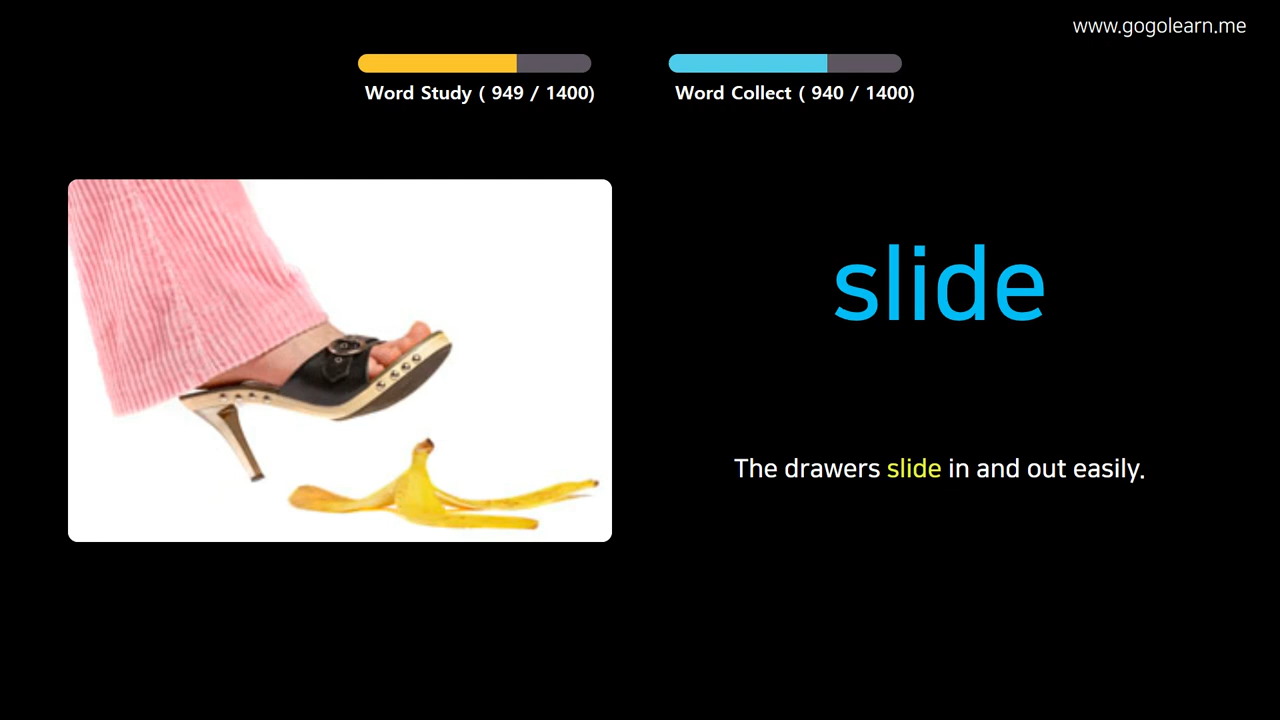 www.gogolearn.me
Word Study ( 949 / 1400)
Word Collect ( 940 / 1400)
slide
The drawers slide in and out easily.